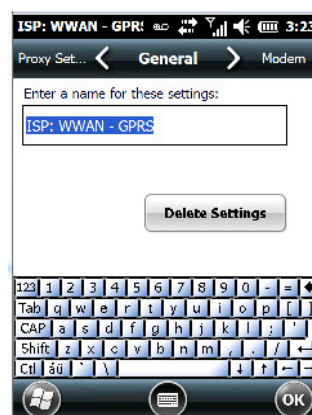 ISP: WWAN - GPR 3:23
Proxy Set... General Modem
Enter a name for these settings:
ISP: WWAN - GPRS
Delete Settings
123 1 2 3 4 5 6 7 8 9 0 - =
Tab q w e r t y u i o p [ ]
CAP a s d f g h j k l ; '
Shift z x c v b n m , . /
Ctl áü ` \
OK